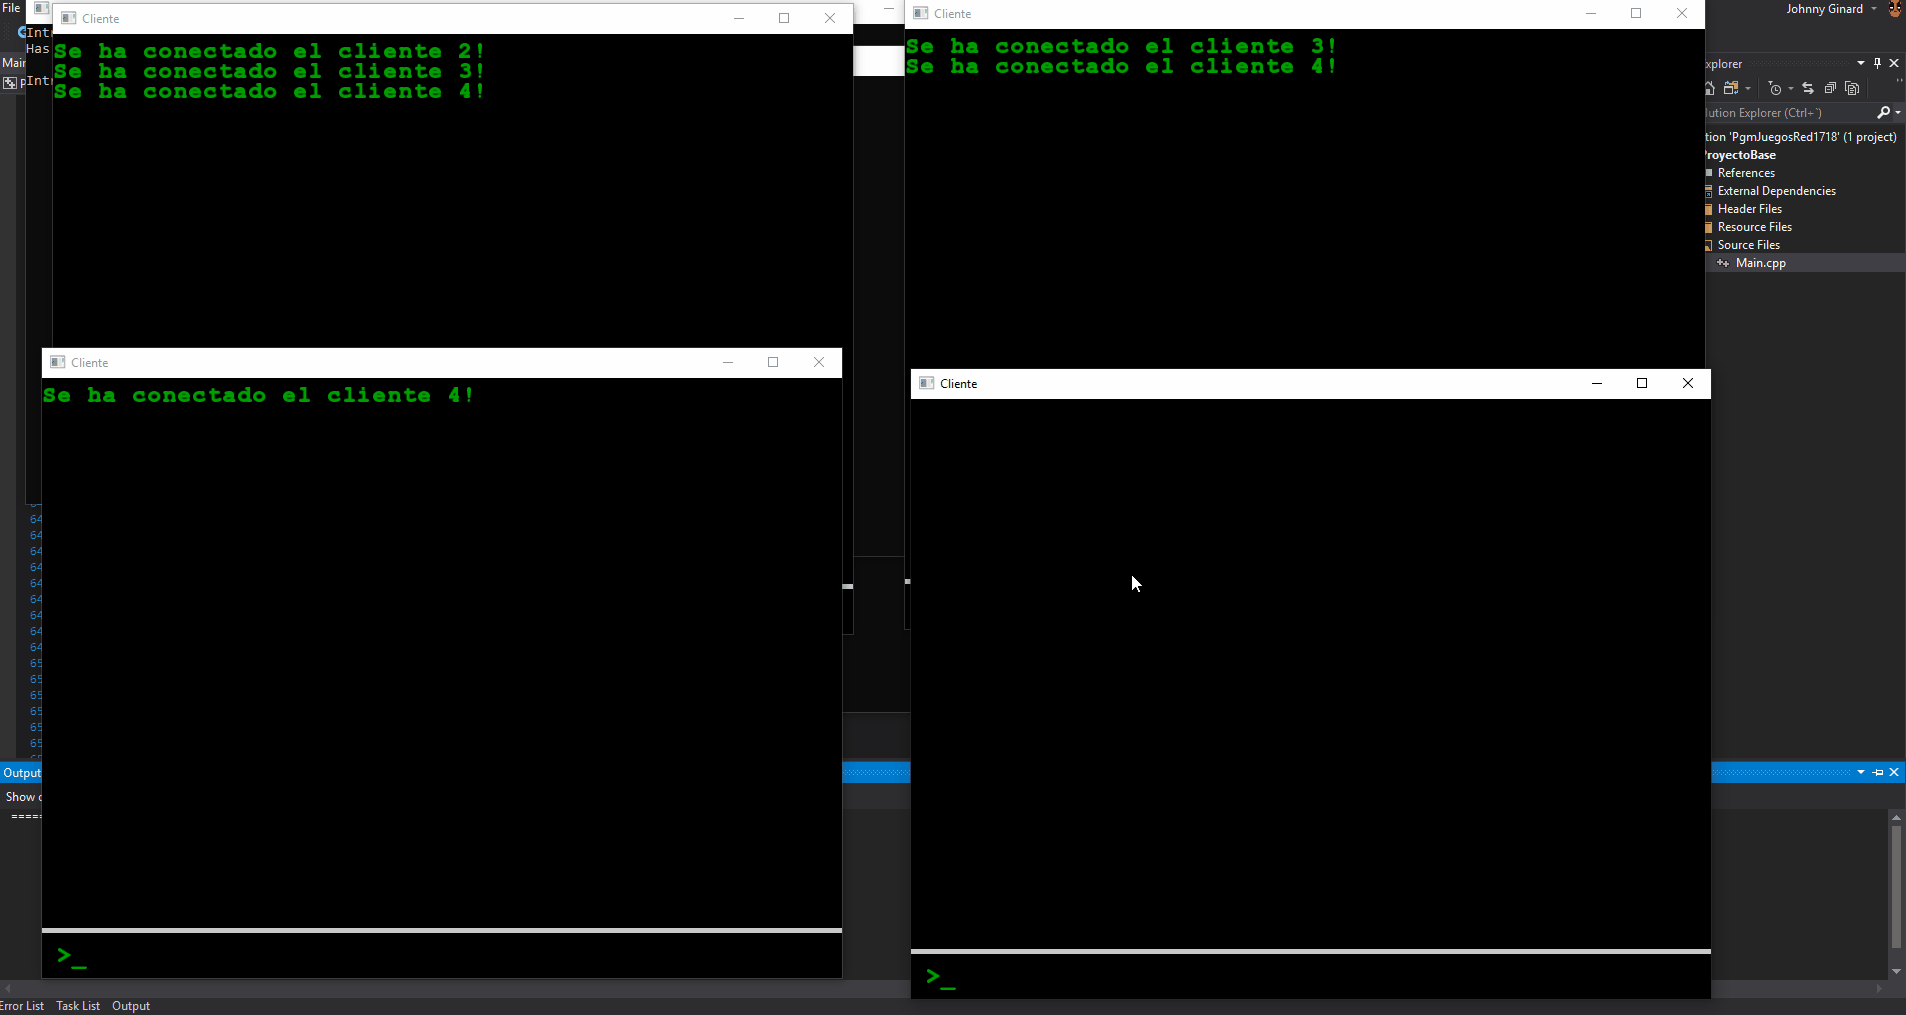 File
Cliente
Se ha conectado el cliente 2!
Se ha conectado el cliente 3!
Se ha conectado el cliente 4!
Cliente
Se ha conectado el cliente 3!
Se ha conectado el cliente 4!
Johnny Ginard
Intr
Has
Main
Intr
xplorer
lution Explorer (Ctrl+¨)
tion 'PgmJuegosRed1718' (1 project)
royectoBase
References
External Dependencies
Header Files
Resource Files
Source Files
Main.cpp
Cliente
Se ha conectado el cliente 4!
>_
Cliente
>_
64
64
64
64
64
64
64
64
64
65
65
65
65
65
65
Output
Show o
====
Error List Task List Output